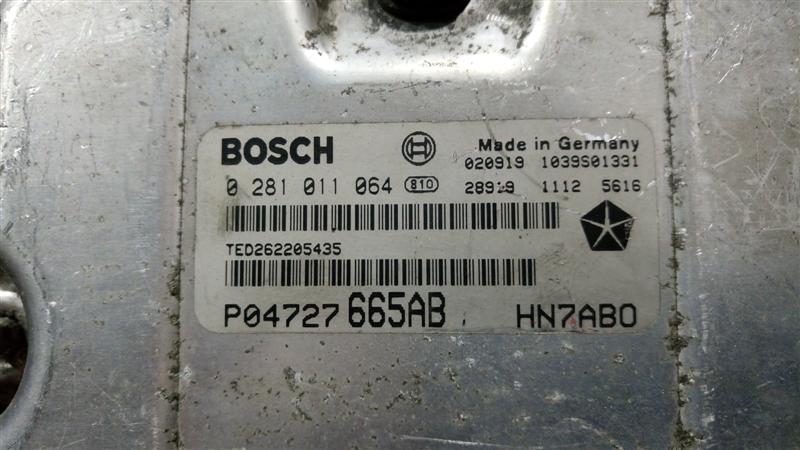 BOSCH Made in Germany
020919 1039S01331
0 281 011 064 810 28919 1112 5616
TED262205435
P04727 665AB HN7AB0